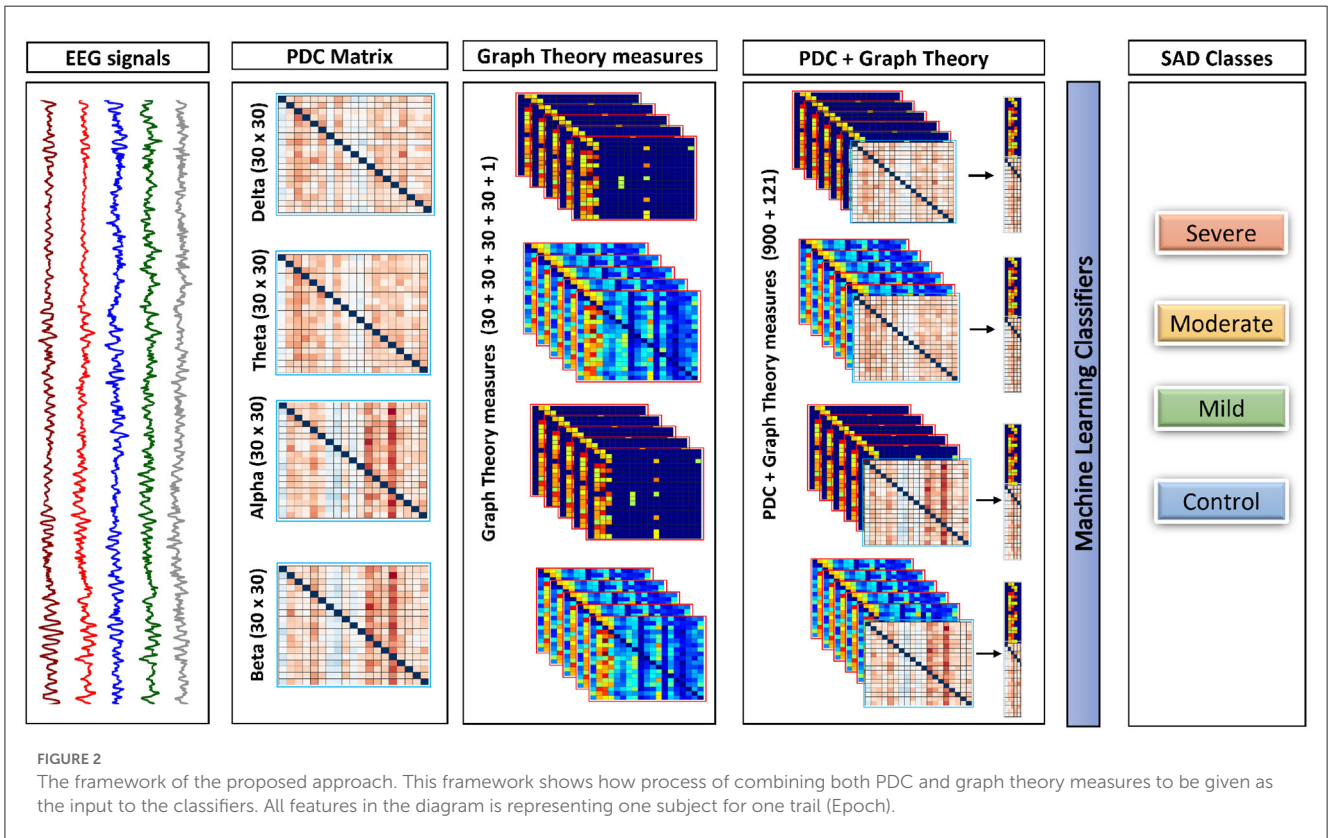 EEG signals
PDC Matrix
Graph Theory measures
PDC + Graph Theory
SAD Classes
Delta (30 x 30)
Theta (30 x 30)
Alpha (30 x 30)
Beta (30 x 30)
Graph Theory measures (30 + 30 + 30 + 30 + 1)
PDC + Graph Theory measures (900 + 121)
Machine Learning Classifiers
Severe
Moderate
Mild
Control
FIGURE 2
The framework of the proposed approach. This framework shows how process of combining both PDC and graph theory measures to be given as
the input to the classifiers. All features in the diagram is representing one subject for one trail (Epoch).